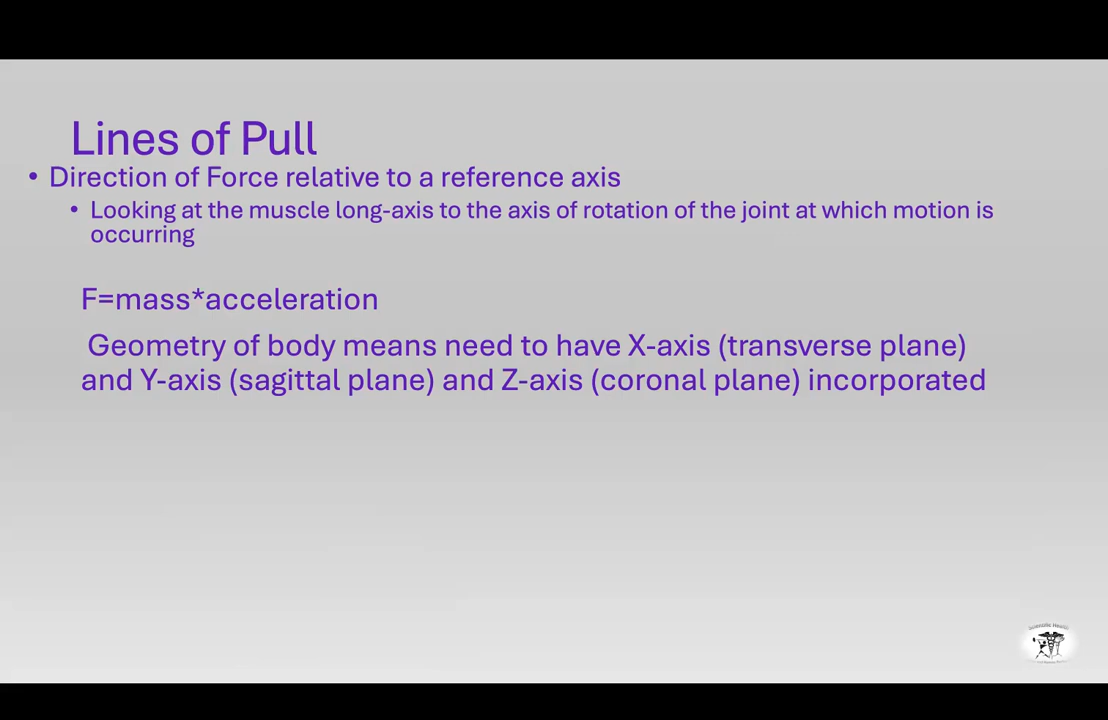 Lines of Pull
• Direction of Force relative to a reference axis
• Looking at the muscle long-axis to the axis of rotation of the joint at which motion is
occurring
F=mass*acceleration
Geometry of body means need to have X-axis (transverse plane)
and Y-axis (sagittal plane) and Z-axis (coronal plane) incorporated